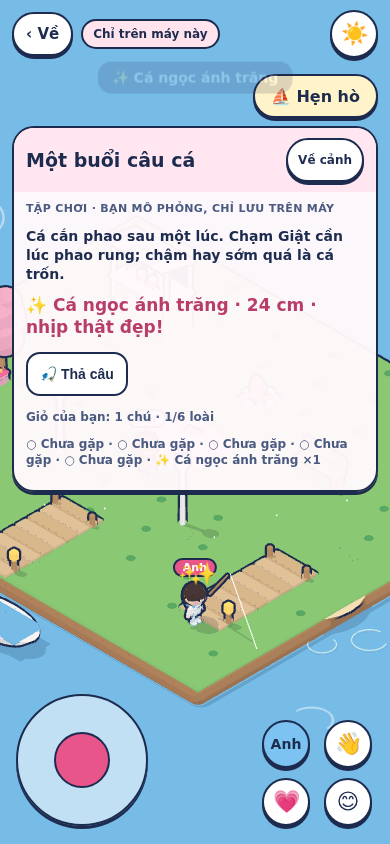 ‹ Về
Chỉ trên máy này
☀️
✨ Cá ngọc ánh trăng
⛵ Hẹn hò
Một buổi câu cá
Về cảnh
TẬP CHƠI · BẠN MÔ PHỎNG, CHỈ LƯU TRÊN MÁY
Cá cắn phao sau một lúc. Chạm Giật cần
lúc phao rung; chậm hay sớm quá là cá
trốn.
✨ Cá ngọc ánh trăng · 24 cm ·
nhịp thật đẹp!
🎣 Thả câu
Giỏ của bạn: 1 chú · 1/6 loài
○ Chưa gặp · ○ Chưa gặp · ○ Chưa gặp · ○ Chưa
gặp · ○ Chưa gặp · ✨ Cá ngọc ánh trăng ×1
Anh
Anh